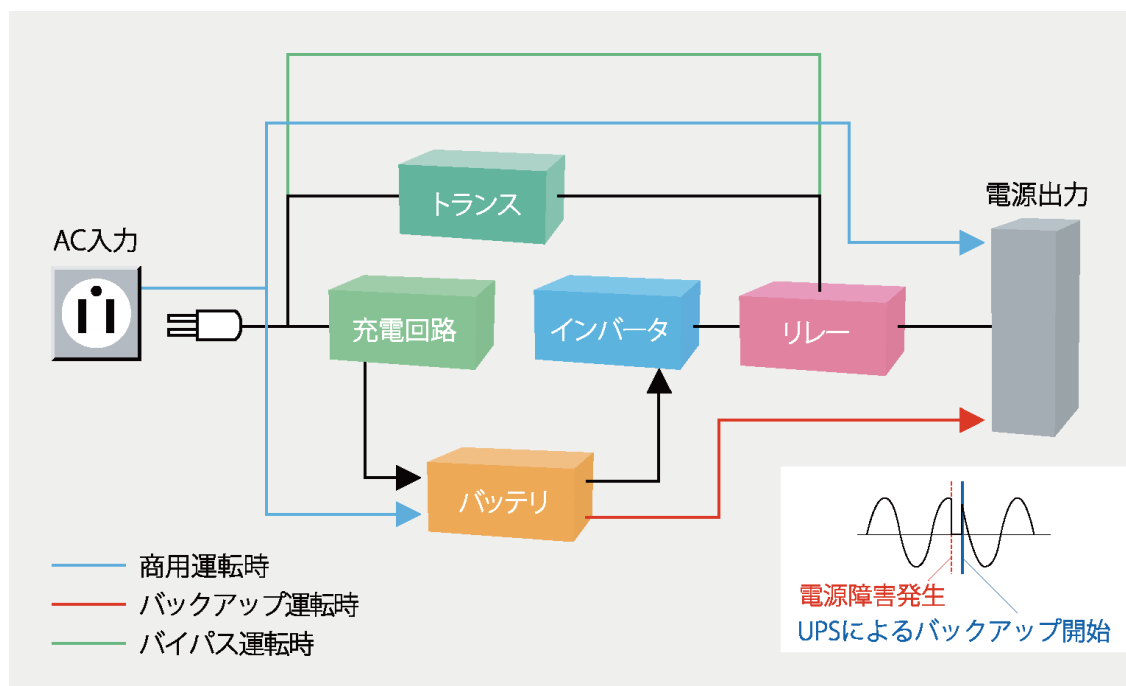 トランス
電源出力
AC入力
充電回路
インバータ
リレー
バッテリ
商用運転時
バックアップ運転時
バイパス運転時
電源障害発生
UPSによるバックアップ開始